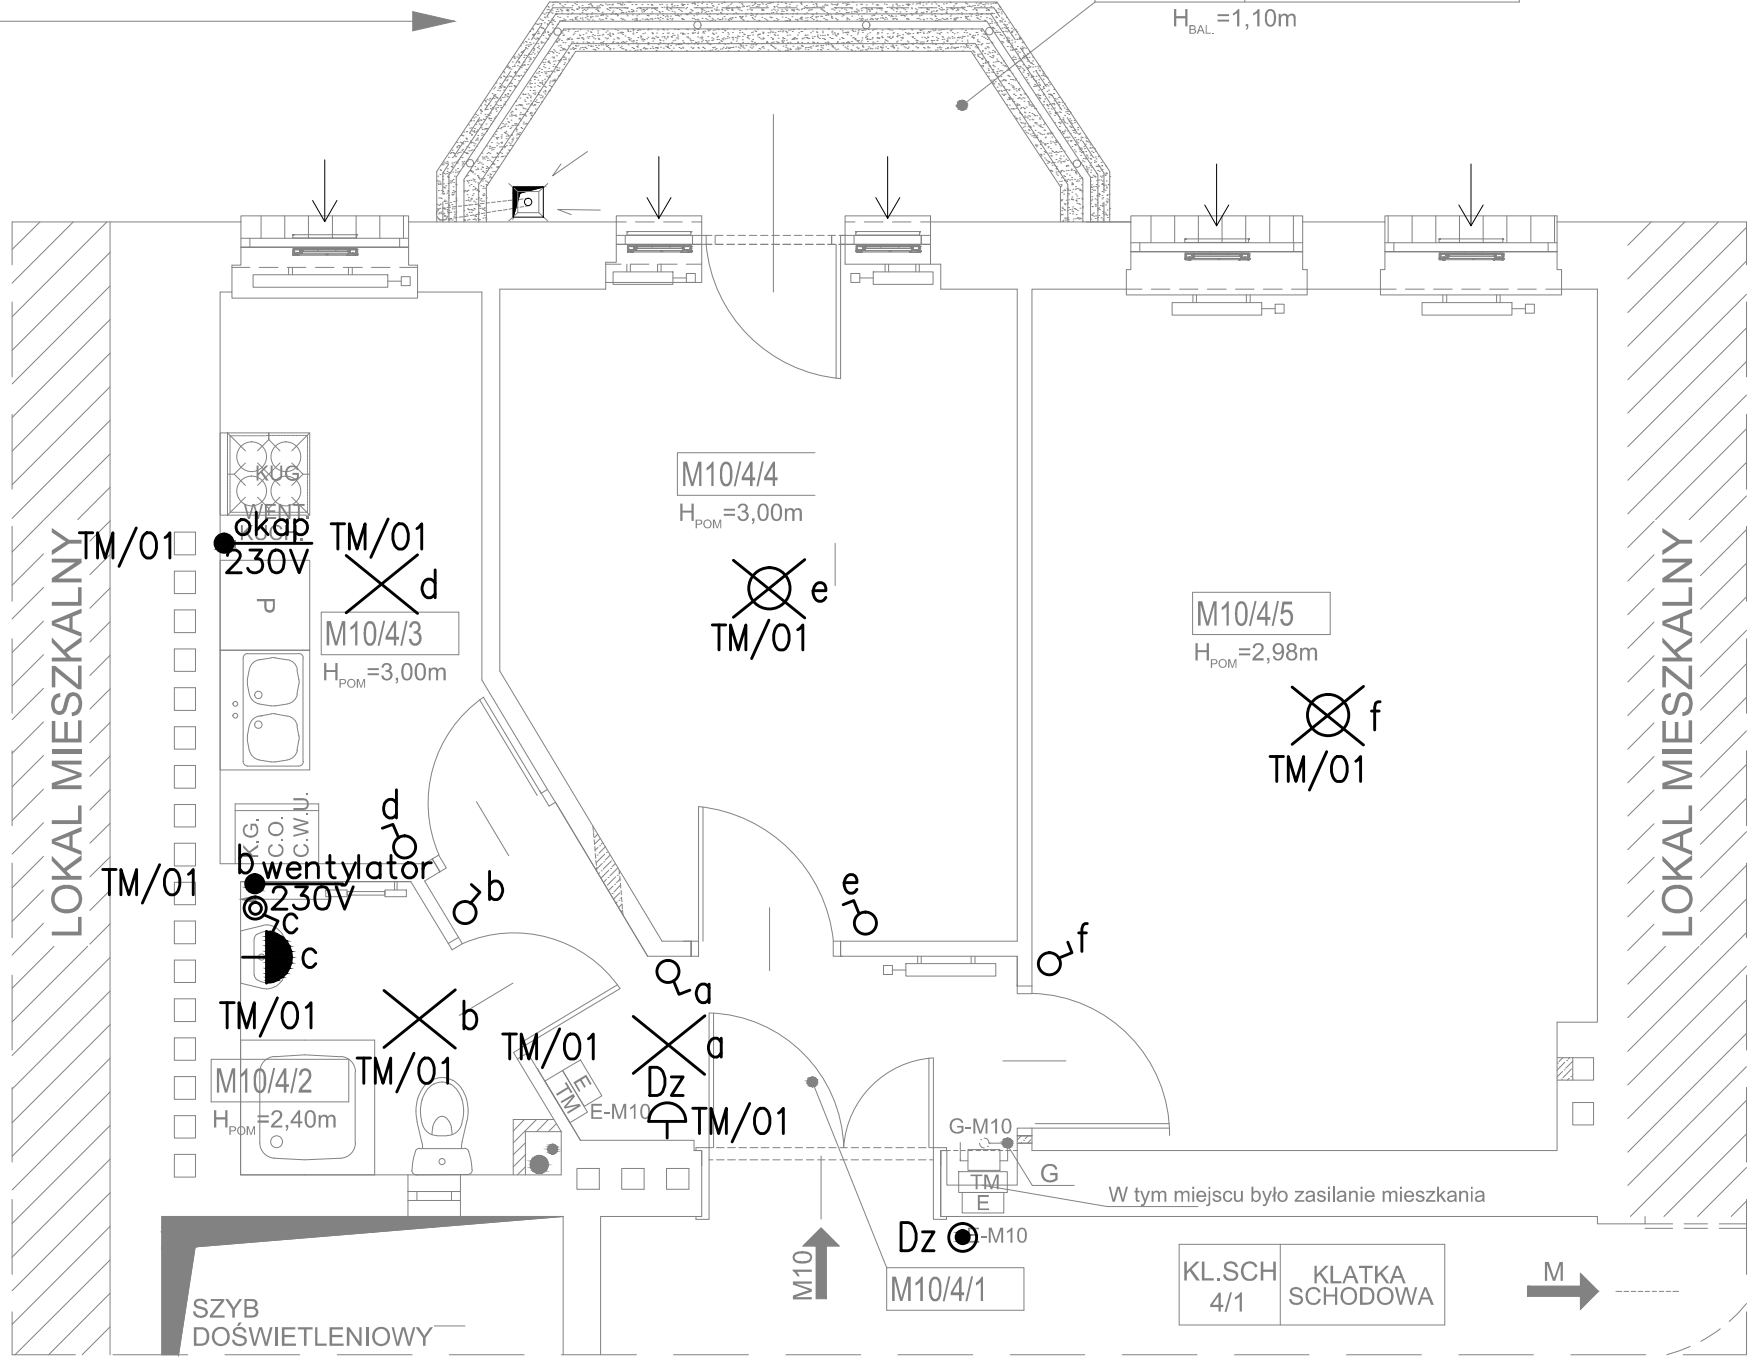 H BAL. =1,10m
KUG
WENT.
KUCH.
okap
230V
TM/01
TM/01
d
P
M10/4/3
H POM =3,00m
M10/4/4
H POM =3,00m
e
TM/01
M10/4/5
H POM =2,98m
f
TM/01
LOKAL MIESZKALNY
LOKAL MIESZKALNY
K.G.
C.O.
C.W.U.
d
b
wentylator
230V
TM/01
c
c
TM/01
b
e
f
a
b
TM/01
M10/4/2
H POM =2,40m
TM/01
a
E
TM
E-M10
Dz
TM/01
G-M10
G
TM
E
W tym miejscu było zasilanie mieszkania
Dz
E-M10
M10
M10/4/1
KL.SCH
4/1
KLATKA
SCHODOWA
M
SZYB
DOŚWIETLENIOWY